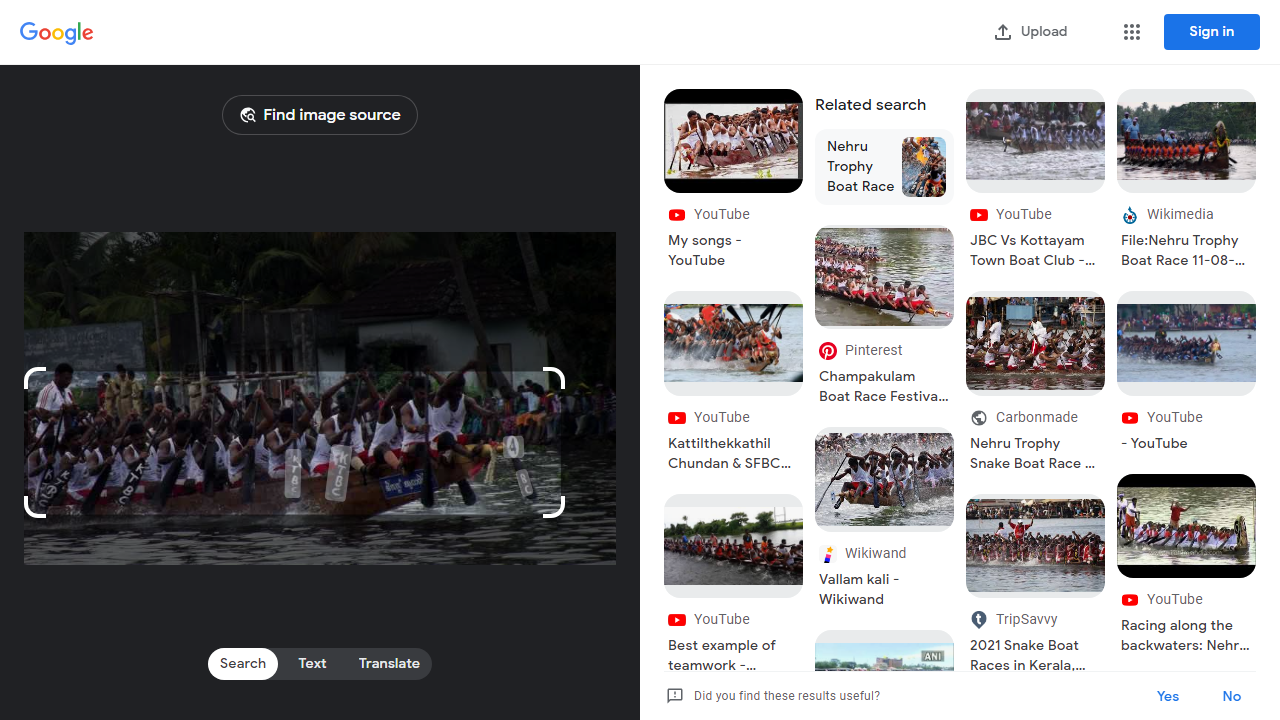 Google
Upload
Sign in
Find image source
KTBC
KTB
KTBC
Search
Text
Translate
YouTube
My songs -
YouTube
YouTube
Kattilthekkathil
Chundan & SFBC...
YouTube
Best example of
teamwork -...
Related search
Nehru
Trophy
Boat Race
Pinterest
Champakulam
Boat Race Festiva...
Wikiwand
Vallam kali -
Wikiwand
ANI
YouTube
JBC Vs Kottayam
Town Boat Club -...
Carbonmade
Nehru Trophy
Snake Boat Race ...
TripSavvy
2021 Snake Boat
Races in Kerala,...
Wikimedia
File:Nehru Trophy
Boat Race 11-08-...
YouTube
- YouTube
YouTube
Racing along the
backwaters: Nehr...
Did you find these results useful?
Yes
No